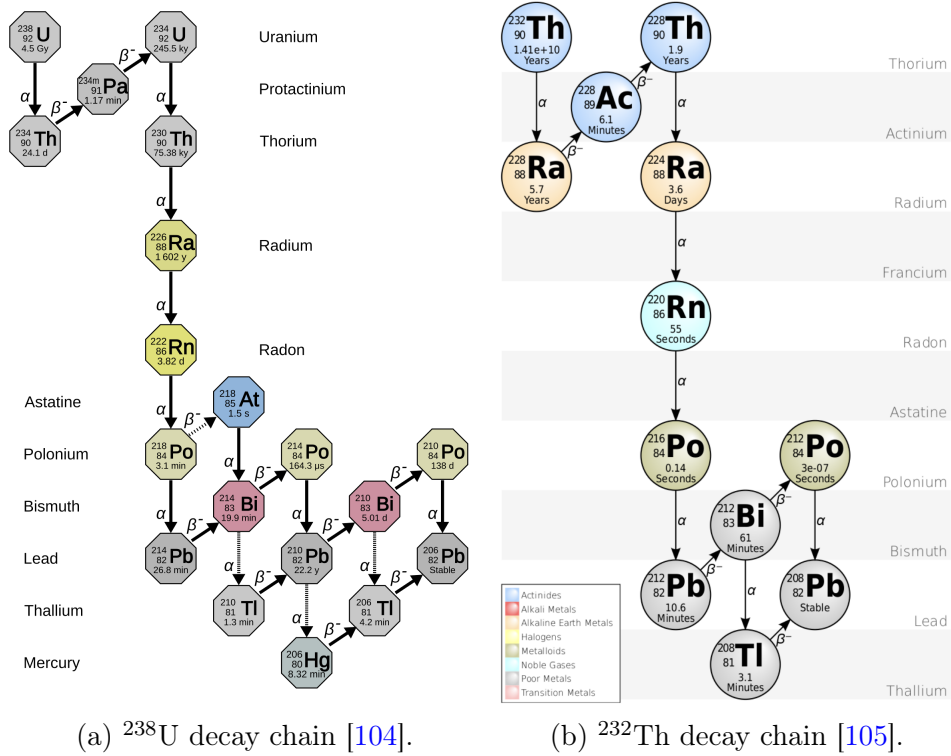 238
92 U
4.5 Gy
234
92 U
245.5 ky
Uranium
β-
234m
91 Pa
1.17 min
Protactinium
α
β-
α
234
90 Th
24.1 d
230
90 Th
75.38 ky
Thorium
α
226
88 Ra
1 602 y
Radium
α
222
86 Rn
3.82 d
Radon
α
β-
218
85 At
1.5 s
Astatine
218
84 Po
3.1 min
214
84 Po
164.3 µs
210
84 Po
138 d
Polonium
α
β-
α
β-
α
β-
α
β-
α
214
83 Bi
19.9 min
210
83 Bi
5.01 d
Bismuth
214
82 Pb
26.8 min
210
82 Pb
22.2 y
206
82 Pb
Stable
Lead
α
β-
α
β-
210
81 Tl
1.3 min
206
81 Tl
4.2 min
Thallium
α
β-
206
80 Hg
8.32 min
Mercury
(a) ²³⁸U decay chain [104].
232
90 Th
1.41e+10
Years
228
90 Th
1.9
Years
Thorium
β−
228
89 Ac
6.1
Minutes
Actinium
α
β−
α
228
88 Ra
5.7
Years
224
88 Ra
3.6
Days
Radium
α
Francium
220
86 Rn
55
Seconds
Radon
α
Astatine
216
84 Po
0.14
Seconds
212
84 Po
3e-07
Seconds
Polonium
α
β−
α
212
83 Bi
61
Minutes
Bismuth
β−
212
82 Pb
10.6
Minutes
208
82 Pb
Stable
Lead
α
β−
208
81 Tl
3.1
Minutes
Thallium
Actinides
Alkali Metals
Alkaline Earth Metals
Halogens
Metalloids
Noble Gases
Poor Metals
Transition Metals
(b) ²³²Th decay chain [105].